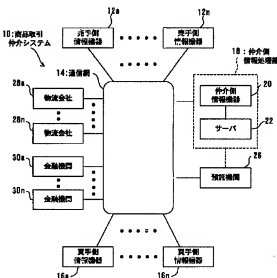 10:商品取引
仲介システム
12a
12n
売手側
情報機器
売手側
情報機器
14:通信網
18:仲介側
情報処理部
28a
物流会社
28n
物流会社
30a
金融機関
30n
金融機関
仲介側
情報機器
20
サーバ
22
預託機関
26
買手側
情報機器
買手側
情報機器
16a
16n